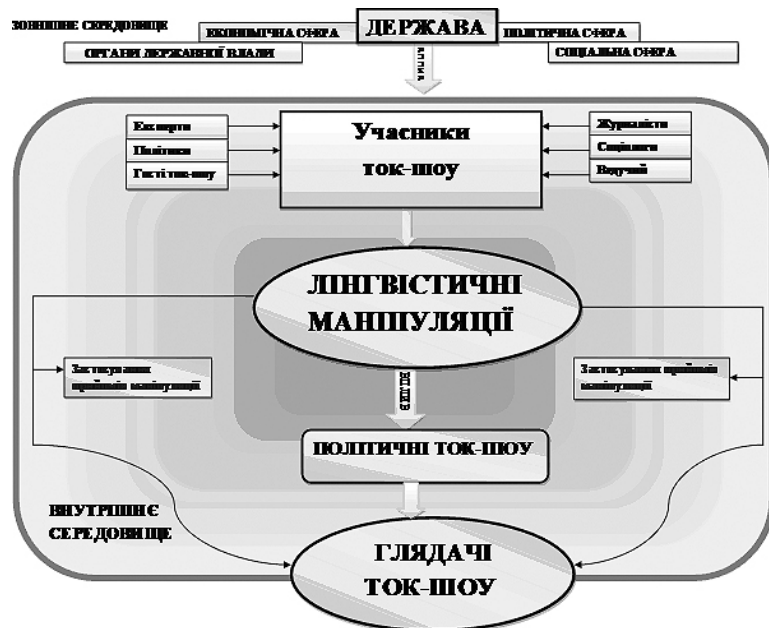 ЗОВНІШНЄ СЕРЕДОВИЩЕ
ЕКОНОМІЧНА СФЕРА
ДЕРЖАВА
ПОЛІТИЧНА СФЕРА
ОРГАНИ ДЕРЖАВНОЇ ВЛАДИ
СОЦІАЛЬНА СФЕРА
ВПЛИВ
Експерти
Політики
Гості ток-шоу
Учасники
ток-шоу
Журналісти
Соціологи
Ведучий
ЛІНГВІСТИЧНІ
МАНІПУЛЯЦІЇ
Застосування
прийомів маніпуляції
ВПЛИВ
Застосування прийомів
маніпуляції
ПОЛІТИЧНІ ТОК-ШОУ
ВНУТРІШНЄ
СЕРЕДОВИЩЕ
ГЛЯДАЧІ
ТОК-ШОУ